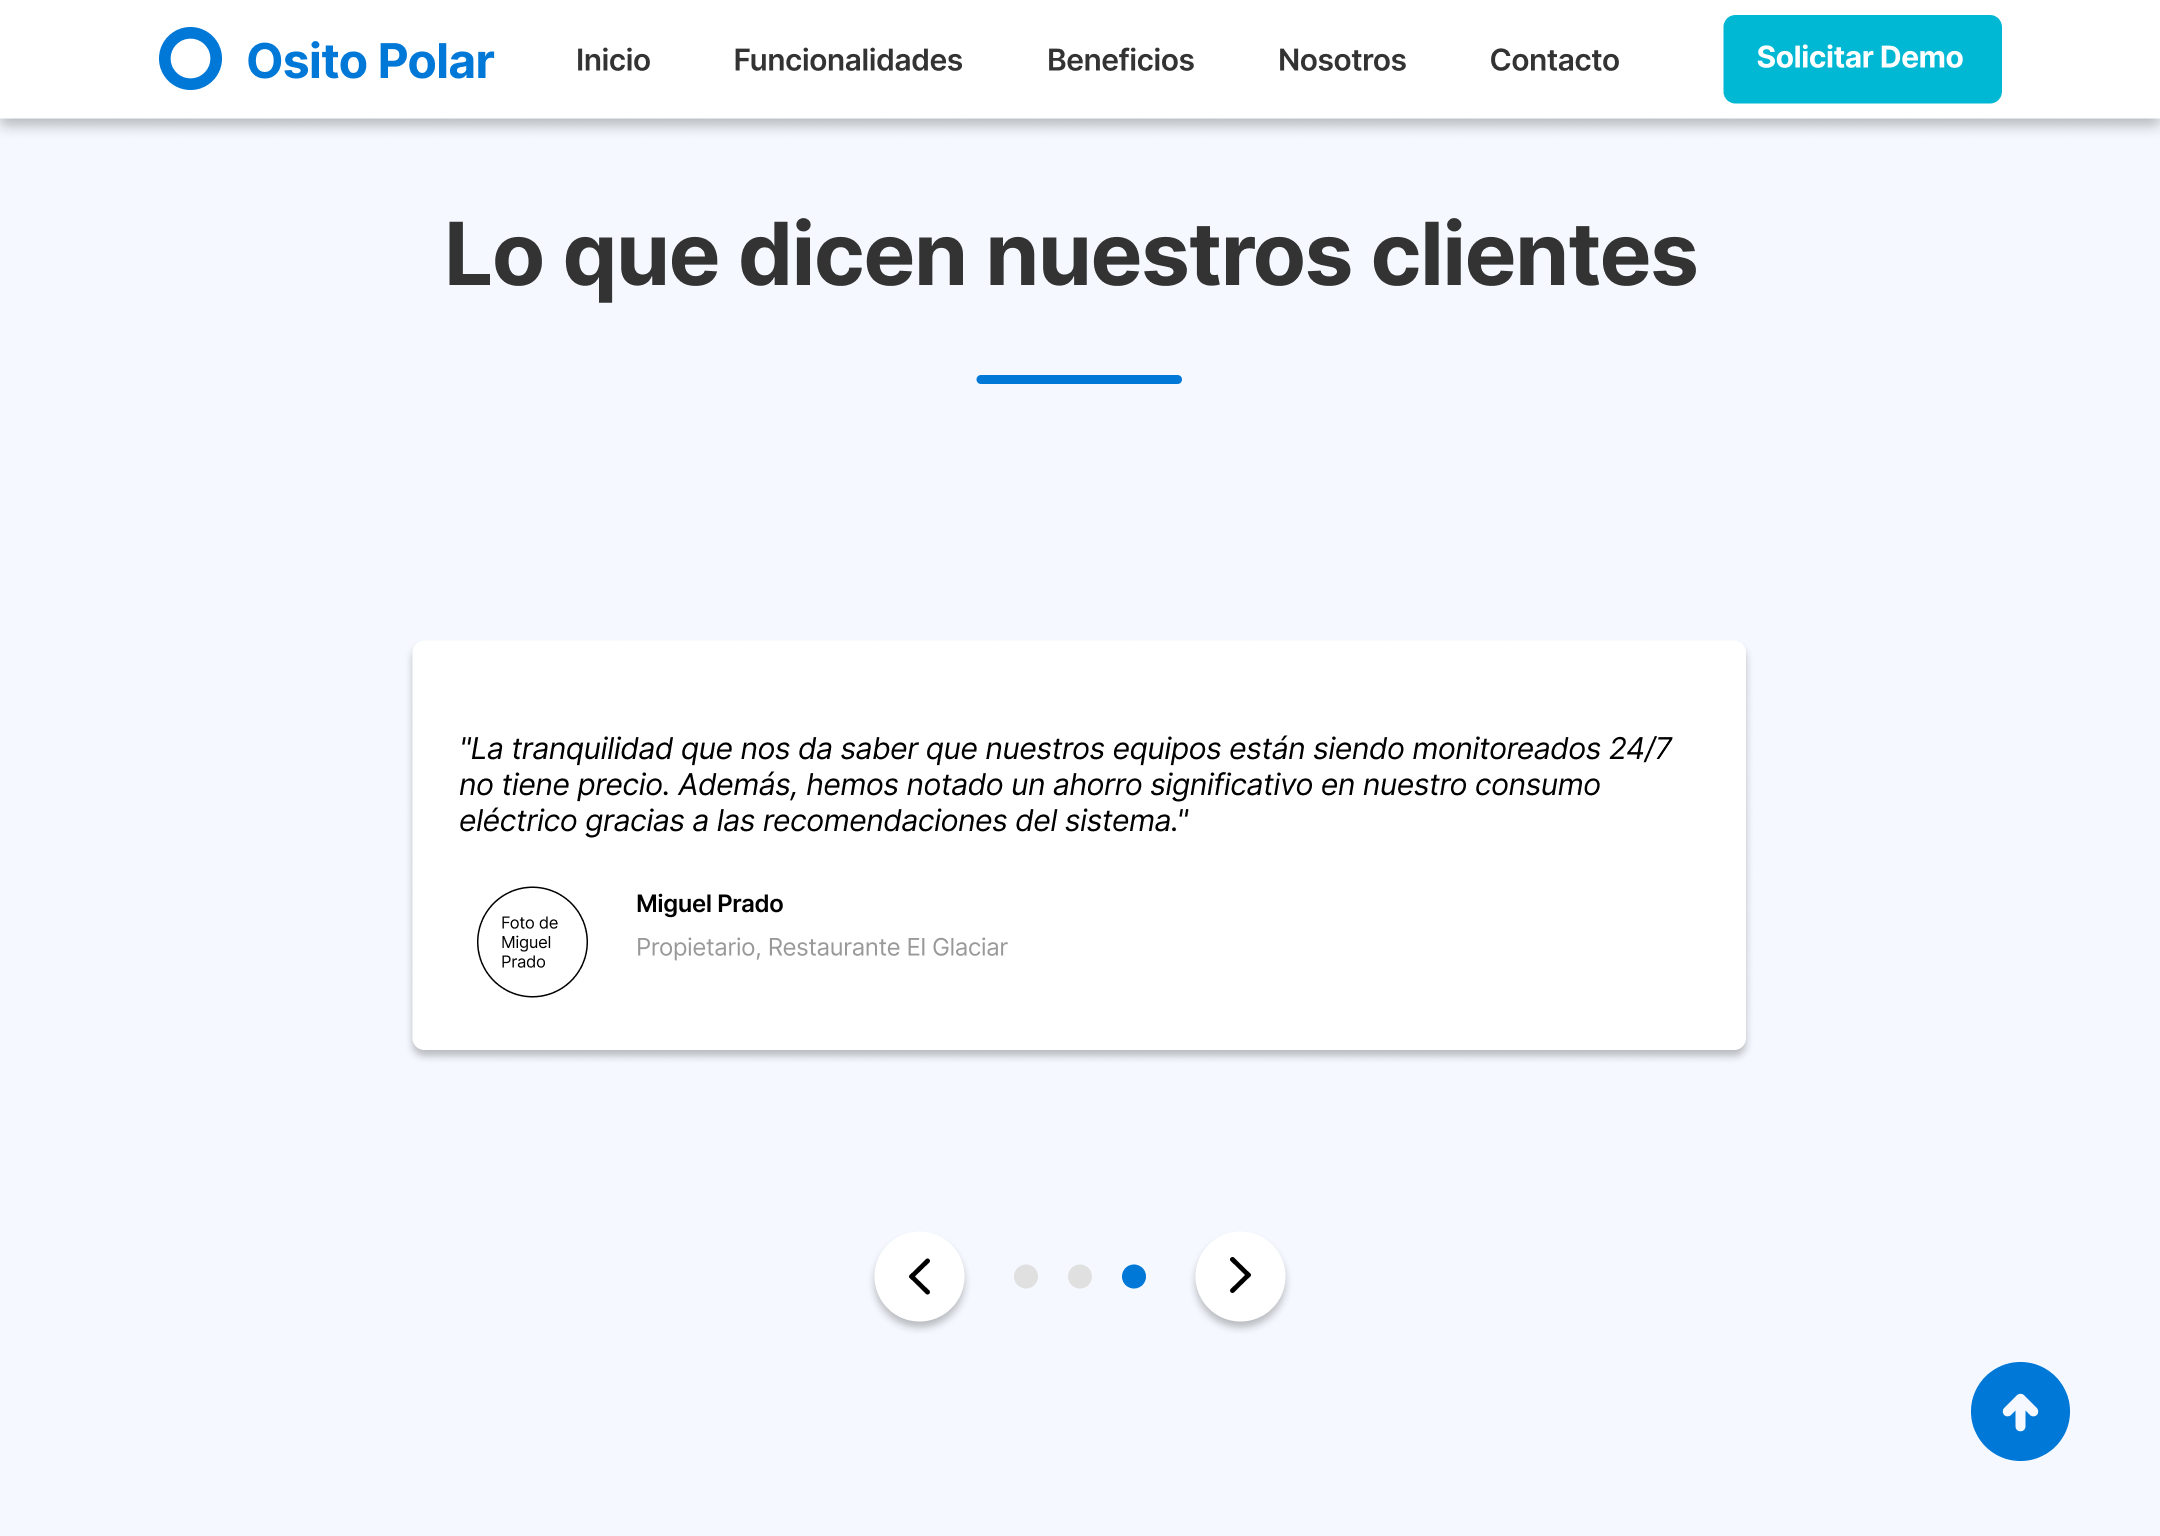 Osito Polar
Inicio
Funcionalidades
Beneficios
Nosotros
Contacto
Solicitar Demo
Lo que dicen nuestros clientes
"La tranquilidad que nos da saber que nuestros equipos están siendo monitoreados 24/7
no tiene precio. Además, hemos notado un ahorro significativo en nuestro consumo
eléctrico gracias a las recomendaciones del sistema."
Foto de
Miguel
Prado
Miguel Prado
Propietario, Restaurante El Glaciar